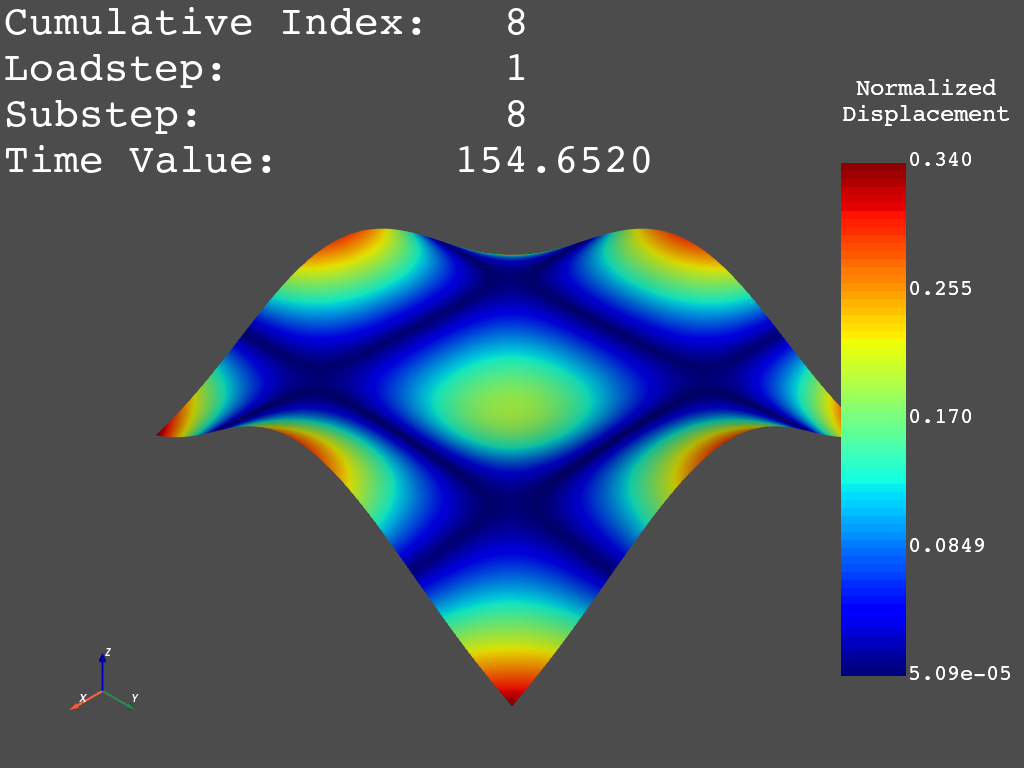 Cumulative Index: 8
Loadstep: 1
Substep: 8
Time Value: 154.6520
Normalized
Displacement
0.340
0.255
0.170
0.0849
5.09e-05
Z
X Y